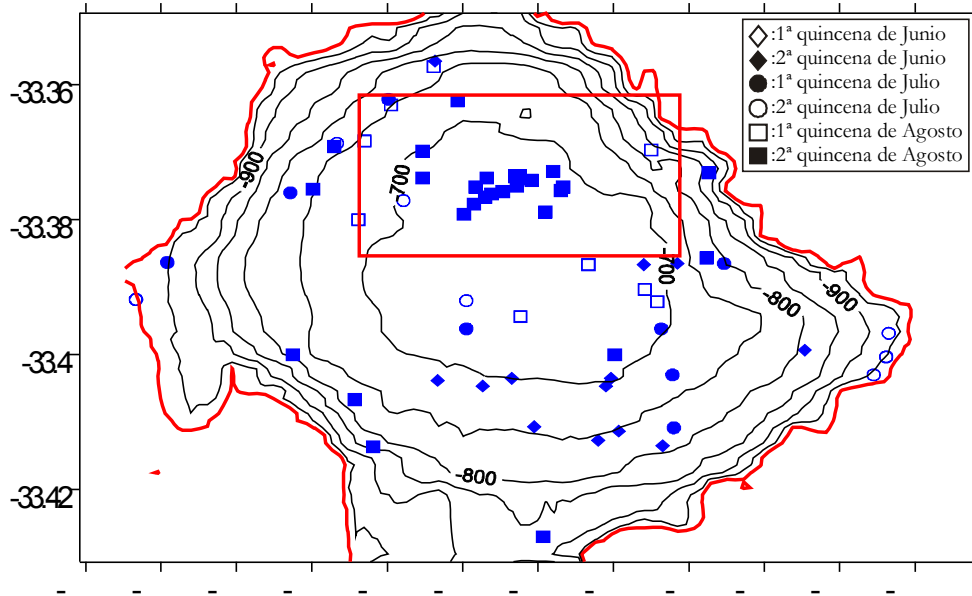 :1ª quincena de Junio
:2ª quincena de Junio
:1ª quincena de Julio
:2ª quincena de Julio
:1ª quincena de Agosto
:2ª quincena de Agosto
-33.36
-33.38
-33.4
-33.42
-900
-700
-700
-800
-900
-800
- - - - - - - - - - - -